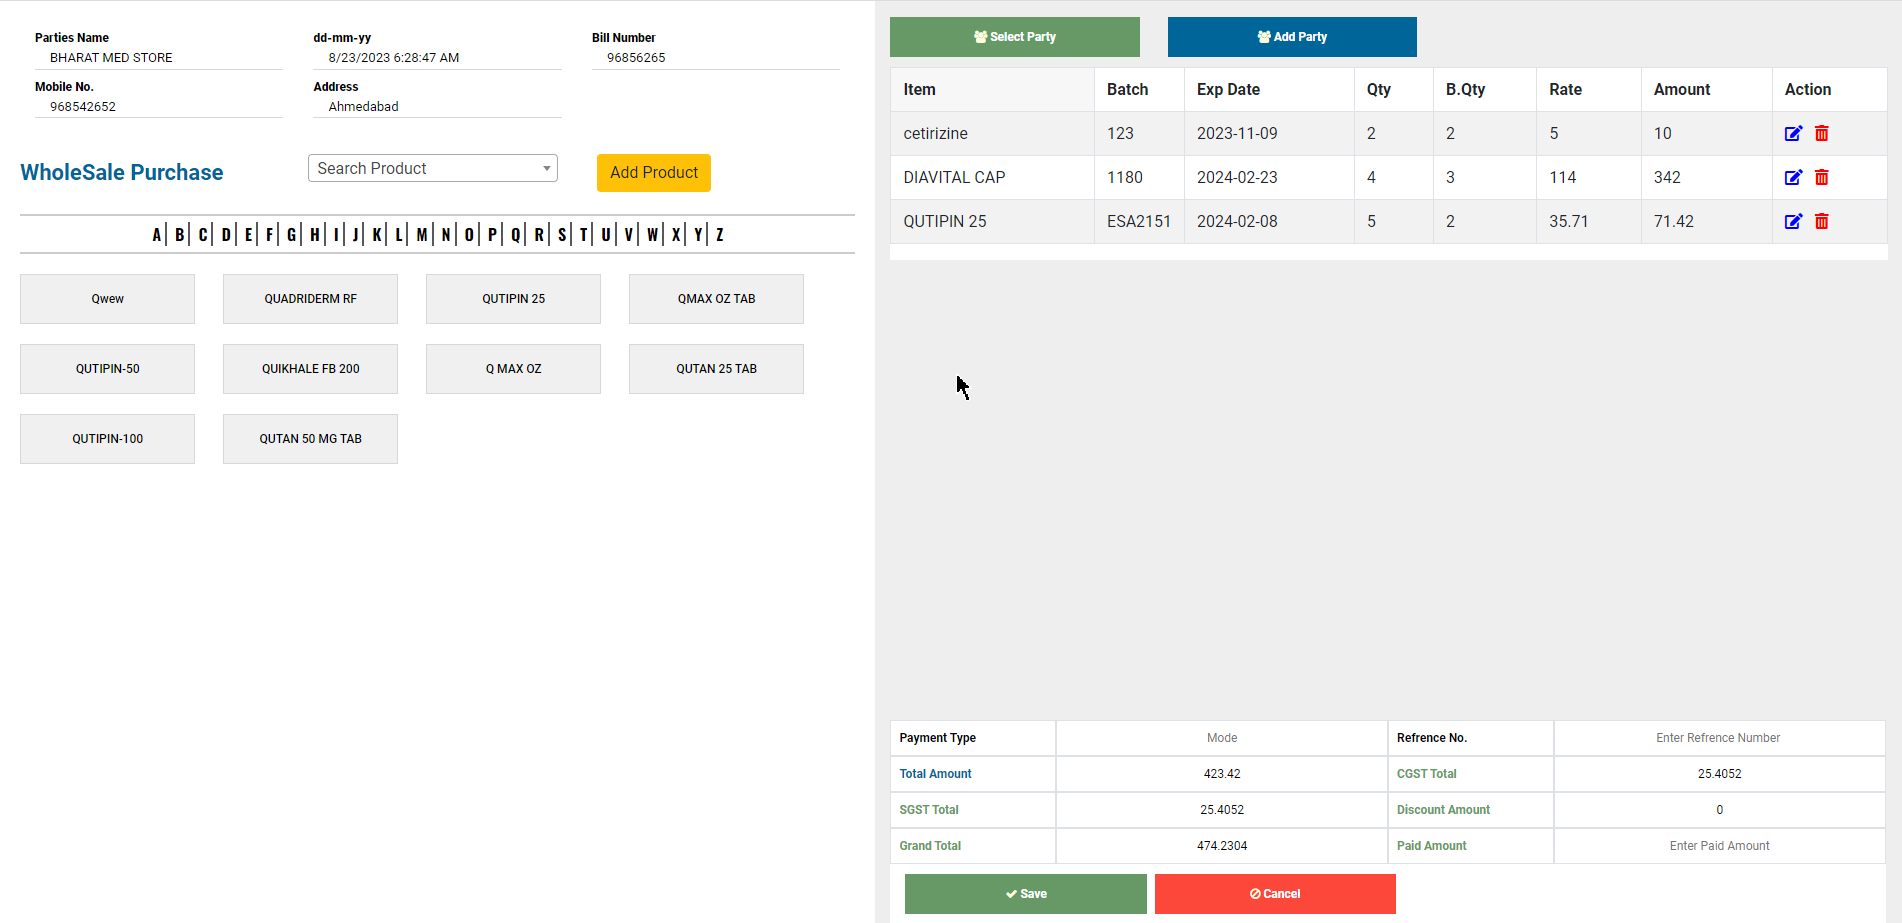 Parties Name
BHARAT MED STORE
dd-mm-yy
8/23/2023 6:28:47 AM
Bill Number
96856265
Mobile No.
968542652
Address
Ahmedabad
WholeSale Purchase
Search Product
Add Product
A B C D E F G H I J K L M N O P Q R S T U V W X Y Z
Qwew QUADRIDERM RF QUTIPIN 25 QMAX OZ TAB
QUTIPIN-50 QUIKHALE FB 200 Q MAX OZ QUTAN 25 TAB
QUTIPIN-100 QUTAN 50 MG TAB
Select Party Add Party
Item Batch Exp Date Qty B.Qty Rate Amount Action
cetirizine 123 2023-11-09 2 2 5 10
DIAVITAL CAP 1180 2024-02-23 4 3 114 342
QUTIPIN 25 ESA2151 2024-02-08 5 2 35.71 71.42
Payment Type Mode Refrence No. Enter Refrence Number
Total Amount 423.42 CGST Total 25.4052
SGST Total 25.4052 Discount Amount 0
Grand Total 474.2304 Paid Amount Enter Paid Amount
Save Cancel